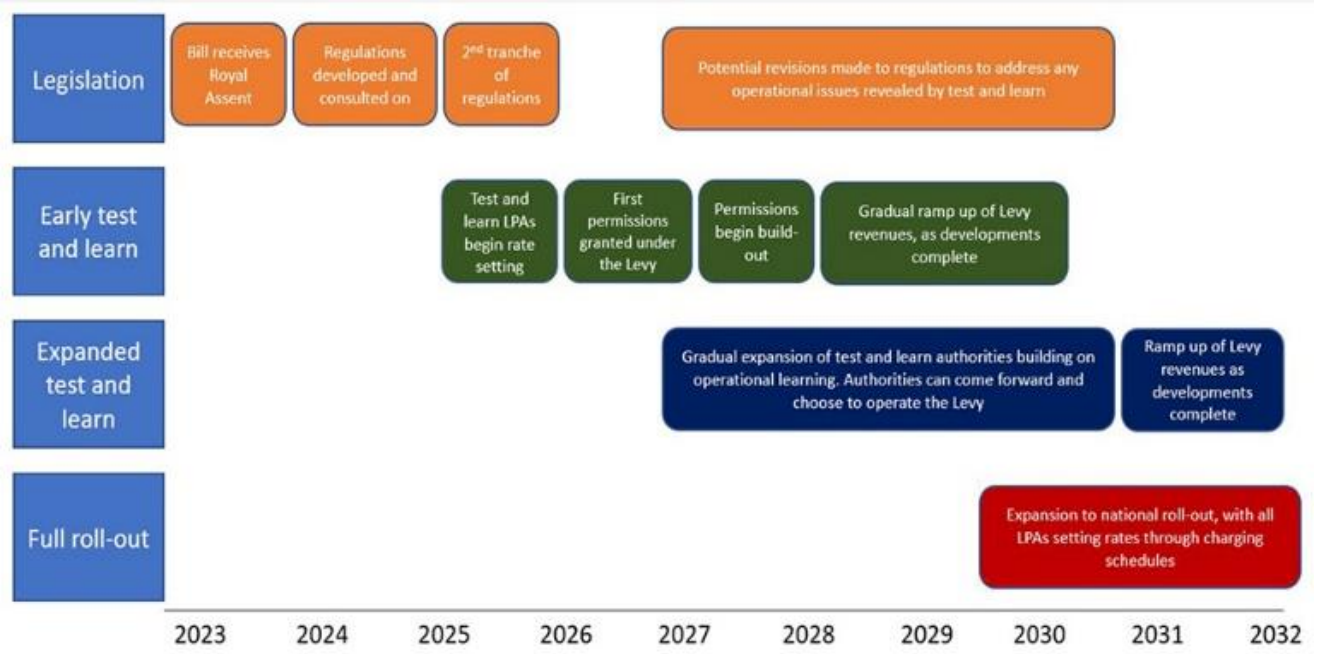 Legislation
Bill receives
Royal
Assent
Regulations
developed and
consulted on
2nd tranche
of
regulations
Potential revisions made to regulations to address any
operational issues revealed by test and learn
Early test
and learn
Test and
learn LPAs
begin rate
setting
First
permissions
granted under
the Levy
Permissions
begin build-
out
Gradual ramp up of Levy
revenues, as developments
complete
Expanded
test and
learn
Gradual expansion of test and learn authorities building on
operational learning. Authorities can come forward and
choose to operate the Levy
Ramp up of Levy
revenues as
developments
complete
Full roll-out
Expansion to national roll-out, with all
LPAs setting rates through charging
schedules
2023 2024 2025 2026 2027 2028 2029 2030 2031 2032